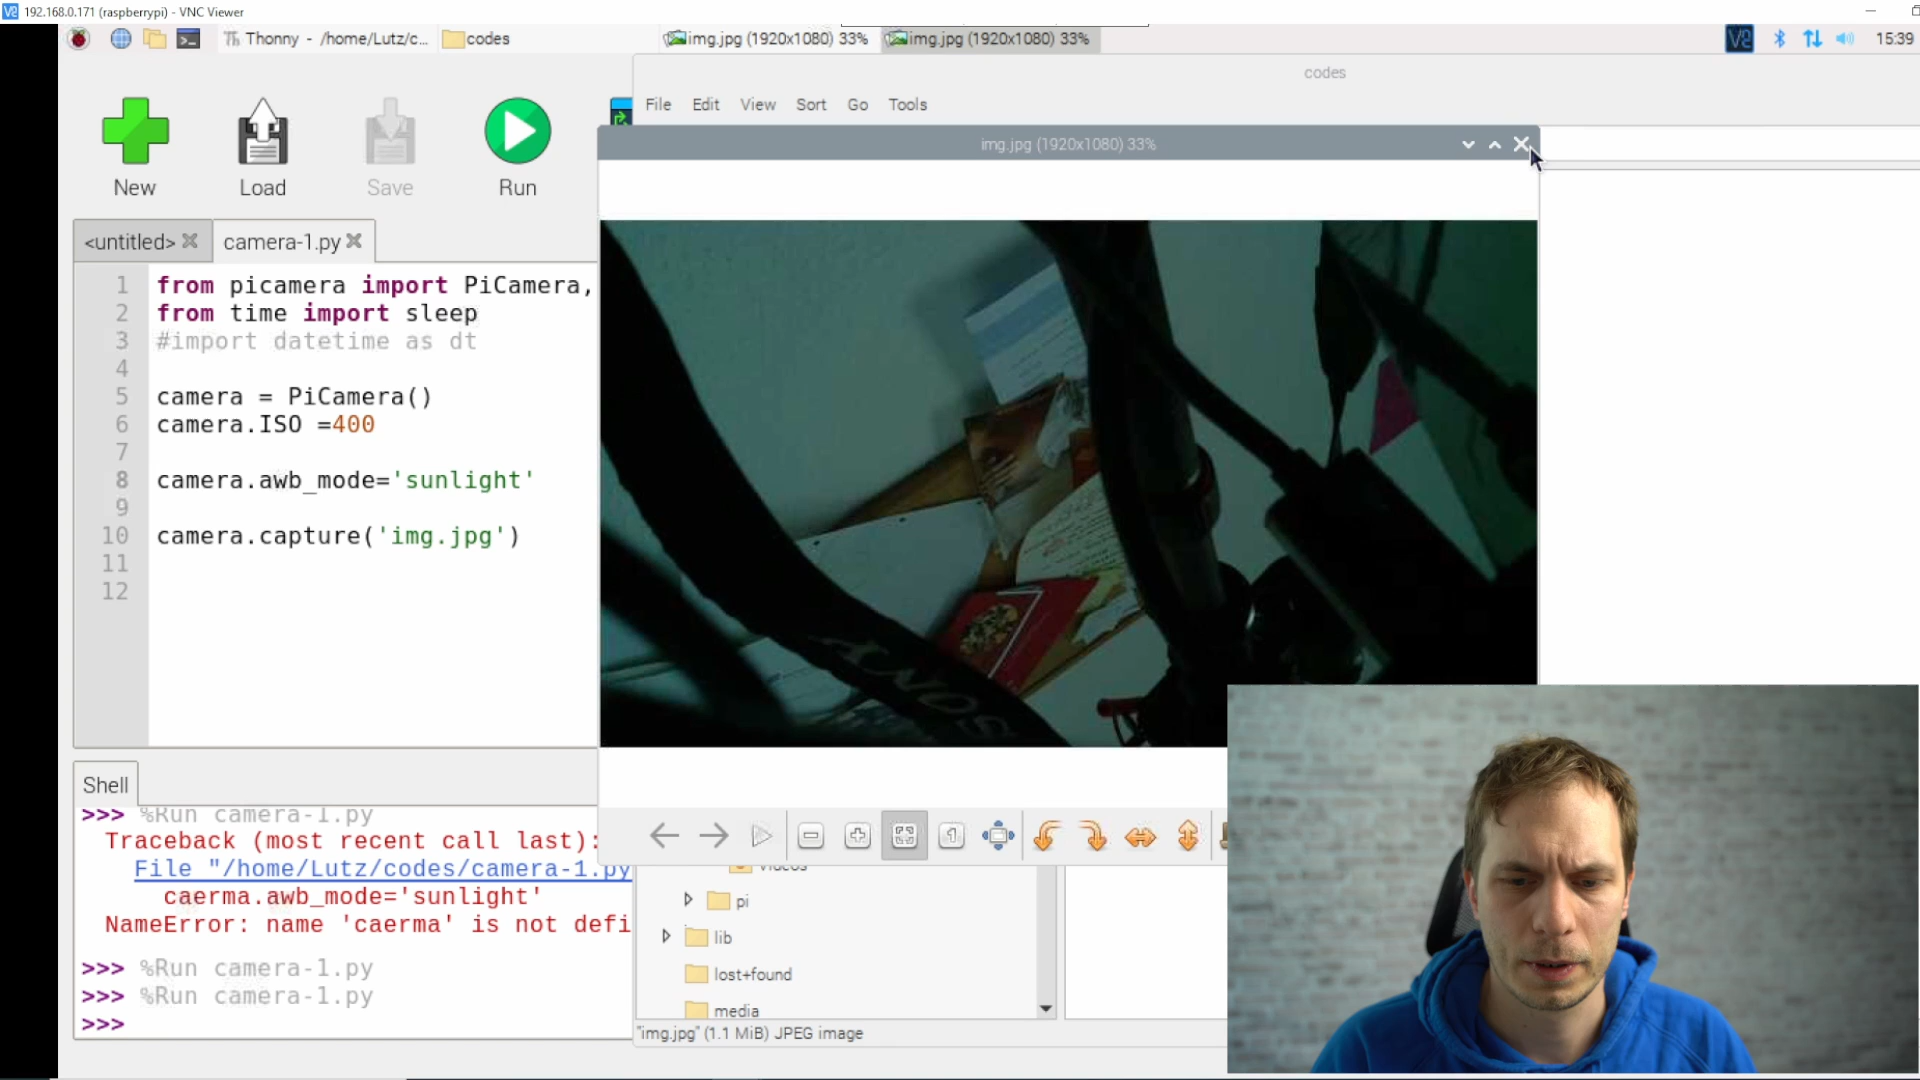 192.168.0.171 (raspberrypi) - VNC Viewer
Thonny - /home/Lutz/c...
codes
img.jpg (1920x1080) 33%
img.jpg (1920x1080) 33%
15:39
codes
File Edit View Sort Go Tools
New
Load
Save
Run
img.jpg (1920x1080) 33%
<untitled>
camera-1.py
1 from picamera import PiCamera,
2 from time import sleep
3 #import datetime as dt
4
5 camera = PiCamera()
6 camera.ISO =400
7
8 camera.awb_mode='sunlight'
9
10 camera.capture('img.jpg')
11
12
SONY
Shell
>>> %Run camera-1.py
Traceback (most recent call last):
File "/home/Lutz/codes/camera-1.py
caerma.awb_mode='sunlight'
NameError: name 'caerma' is not defi
>>> %Run camera-1.py
>>> %Run camera-1.py
>>>
Videos
pi
lib
lost+found
media
"img.jpg" (1.1 MiB) JPEG image